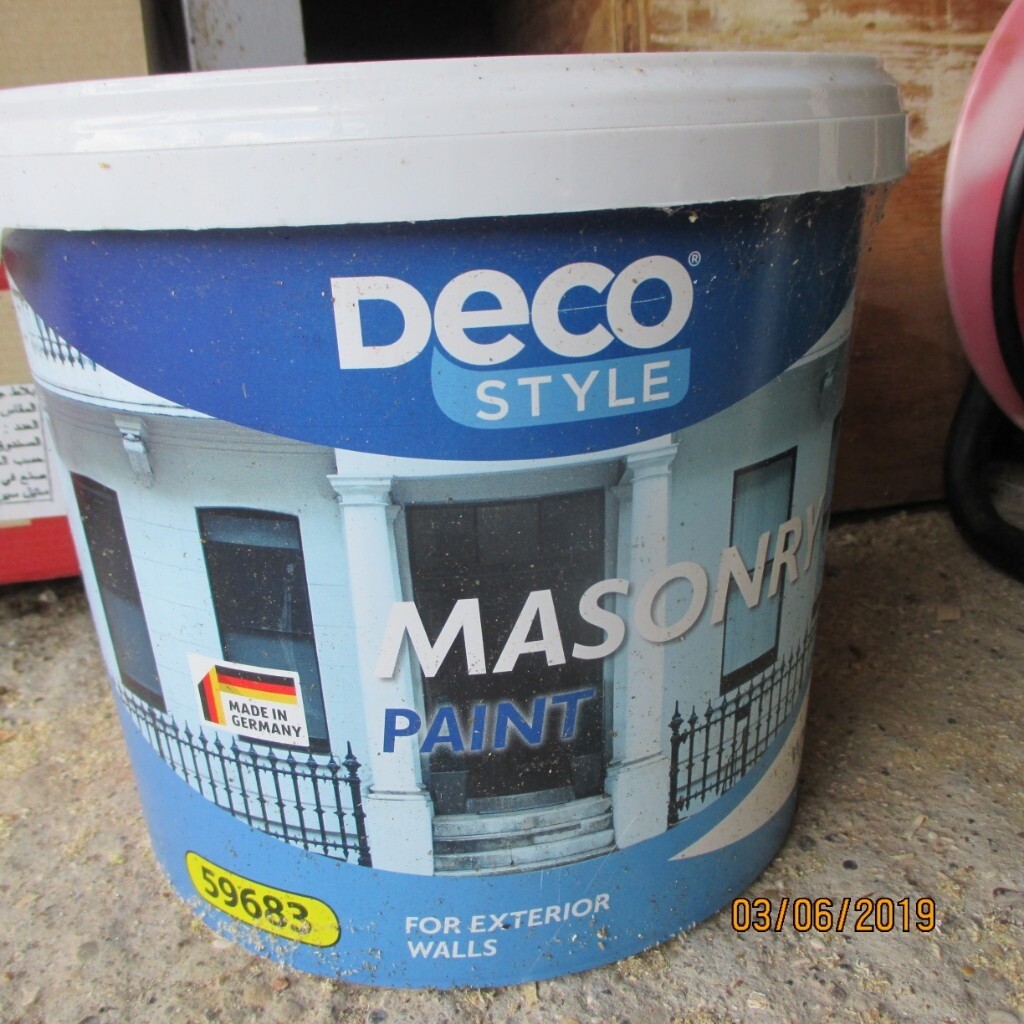 DECO®
STYLE
MASONRY
PAINT
MADE IN
GERMANY
59683
FOR EXTERIOR
WALLS
03/06/2019